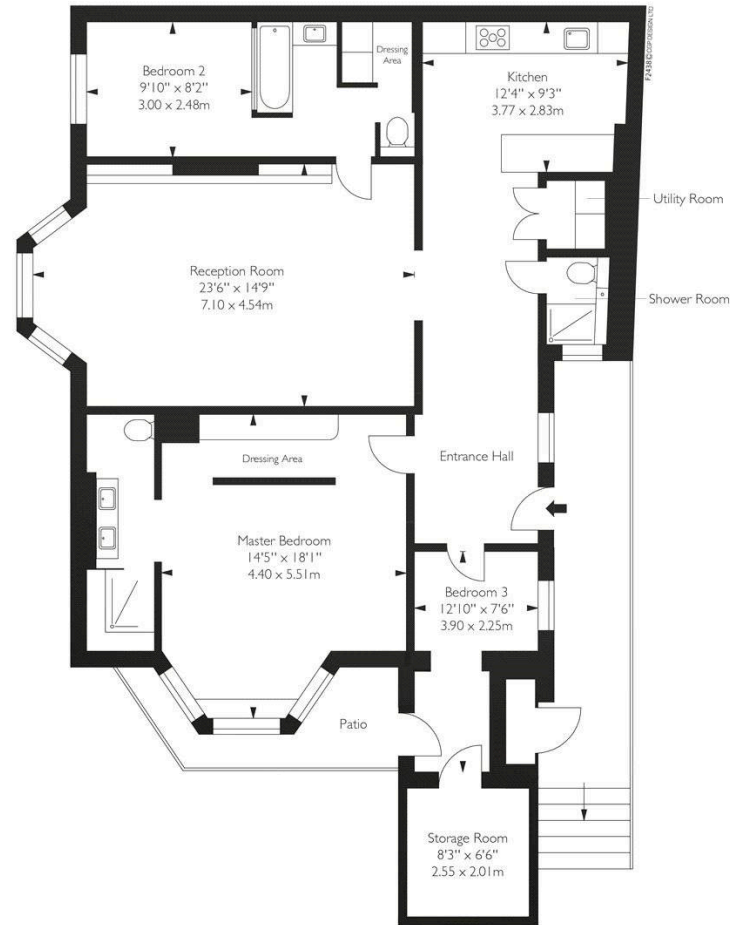 Bedroom 2
9'10" x 8'2"
3.00 x 2.48m
Dressing
Area
Kitchen
12'4" x 9'3"
3.77 x 2.83m
F2438©CCPDESIGN LTD
Utility Room
Reception Room
23'6" x 14'9"
7.10 x 4.54m
Shower Room
Dressing Area
Entrance Hall
Master Bedroom
14'5" x 18'1"
4.40 x 5.51m
Bedroom 3
12'10" x 7'6"
3.90 x 2.25m
Patio
Storage Room
8'3" x 6'6"
2.55 x 2.01m